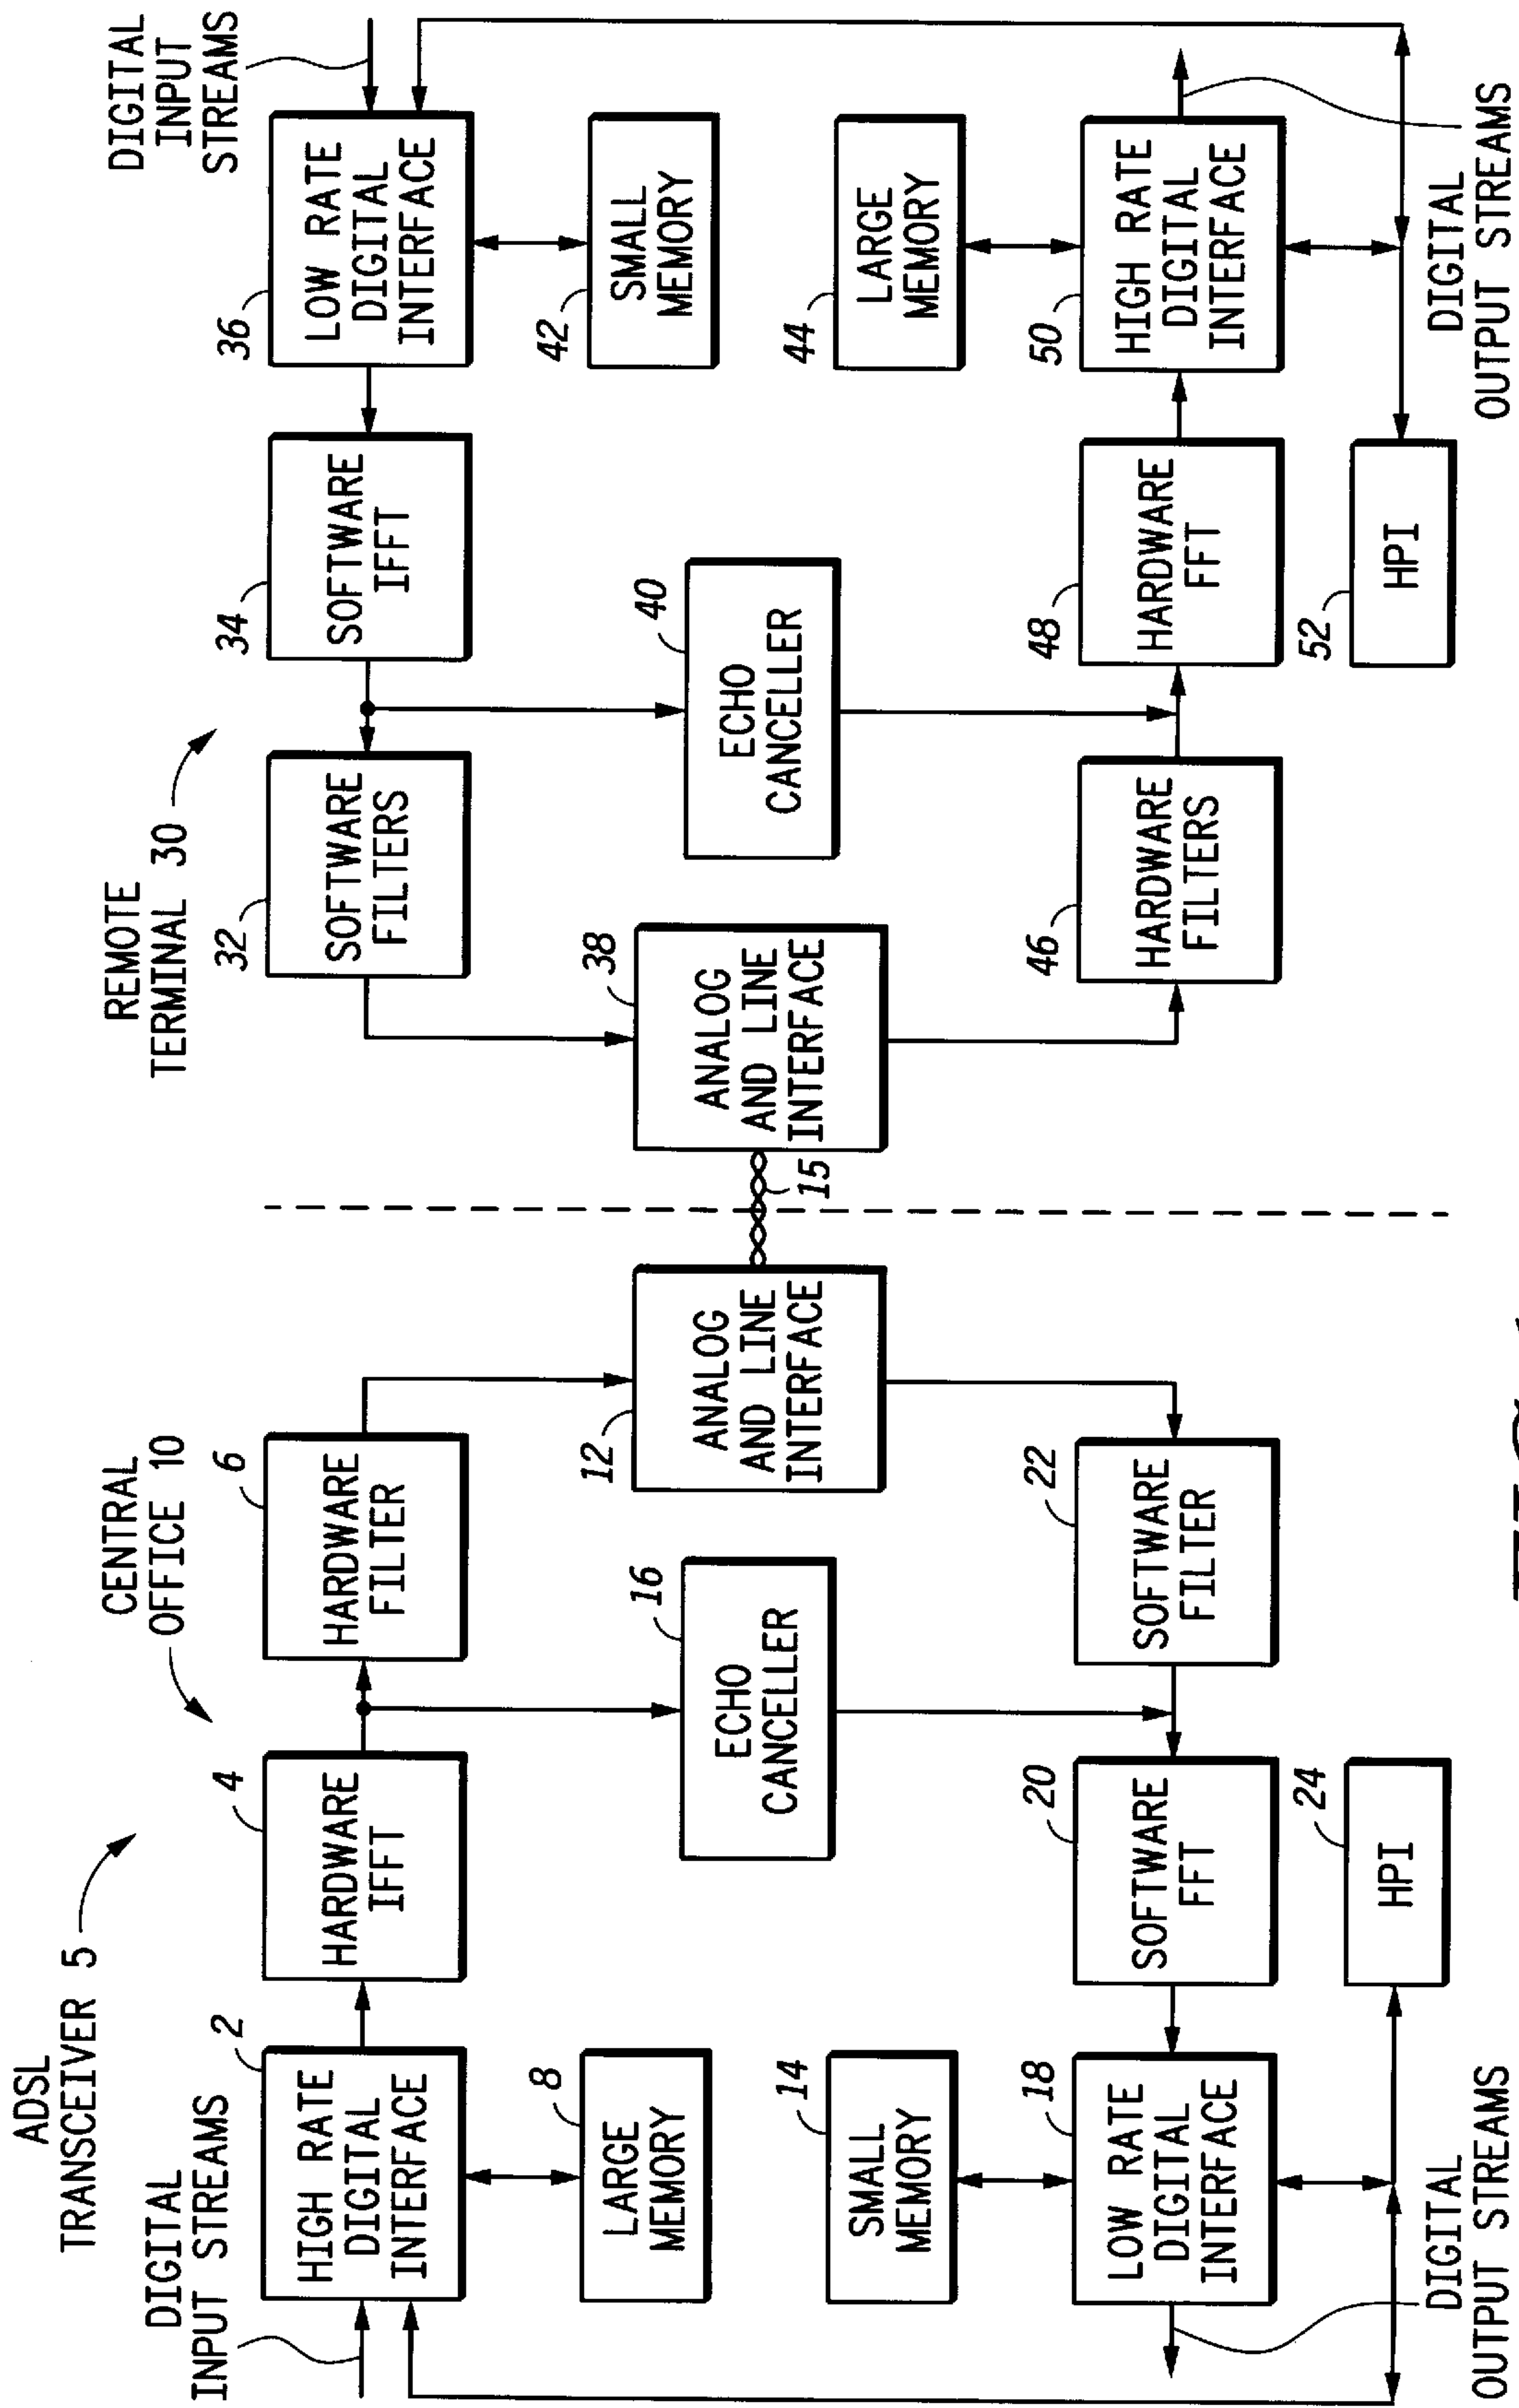 ADSL
TRANSCEIVER 5
CENTRAL
OFFICE 10
REMOTE
TERMINAL 30
DIGITAL
INPUT STREAMS
2
HIGH RATE
DIGITAL
INTERFACE
4
HARDWARE
IFFT
6
HARDWARE
FILTER
8
LARGE
MEMORY
16
ECHO
CANCELLER
12
ANALOG
AND LINE
INTERFACE
14
SMALL
MEMORY
18
LOW RATE
DIGITAL
INTERFACE
20
SOFTWARE
FFT
22
SOFTWARE
FILTER
24
HPI
DIGITAL
OUTPUT STREAMS
15
32
SOFTWARE
FILTERS
34
SOFTWARE
IFFT
36
LOW RATE
DIGITAL
INTERFACE
DIGITAL
INPUT
STREAMS
38
ANALOG
AND LINE
INTERFACE
40
ECHO
CANCELLER
42
SMALL
MEMORY
44
LARGE
MEMORY
46
HARDWARE
FILTERS
48
HARDWARE
FFT
50
HIGH RATE
DIGITAL
INTERFACE
52
HPI
DIGITAL
OUTPUT STREAMS